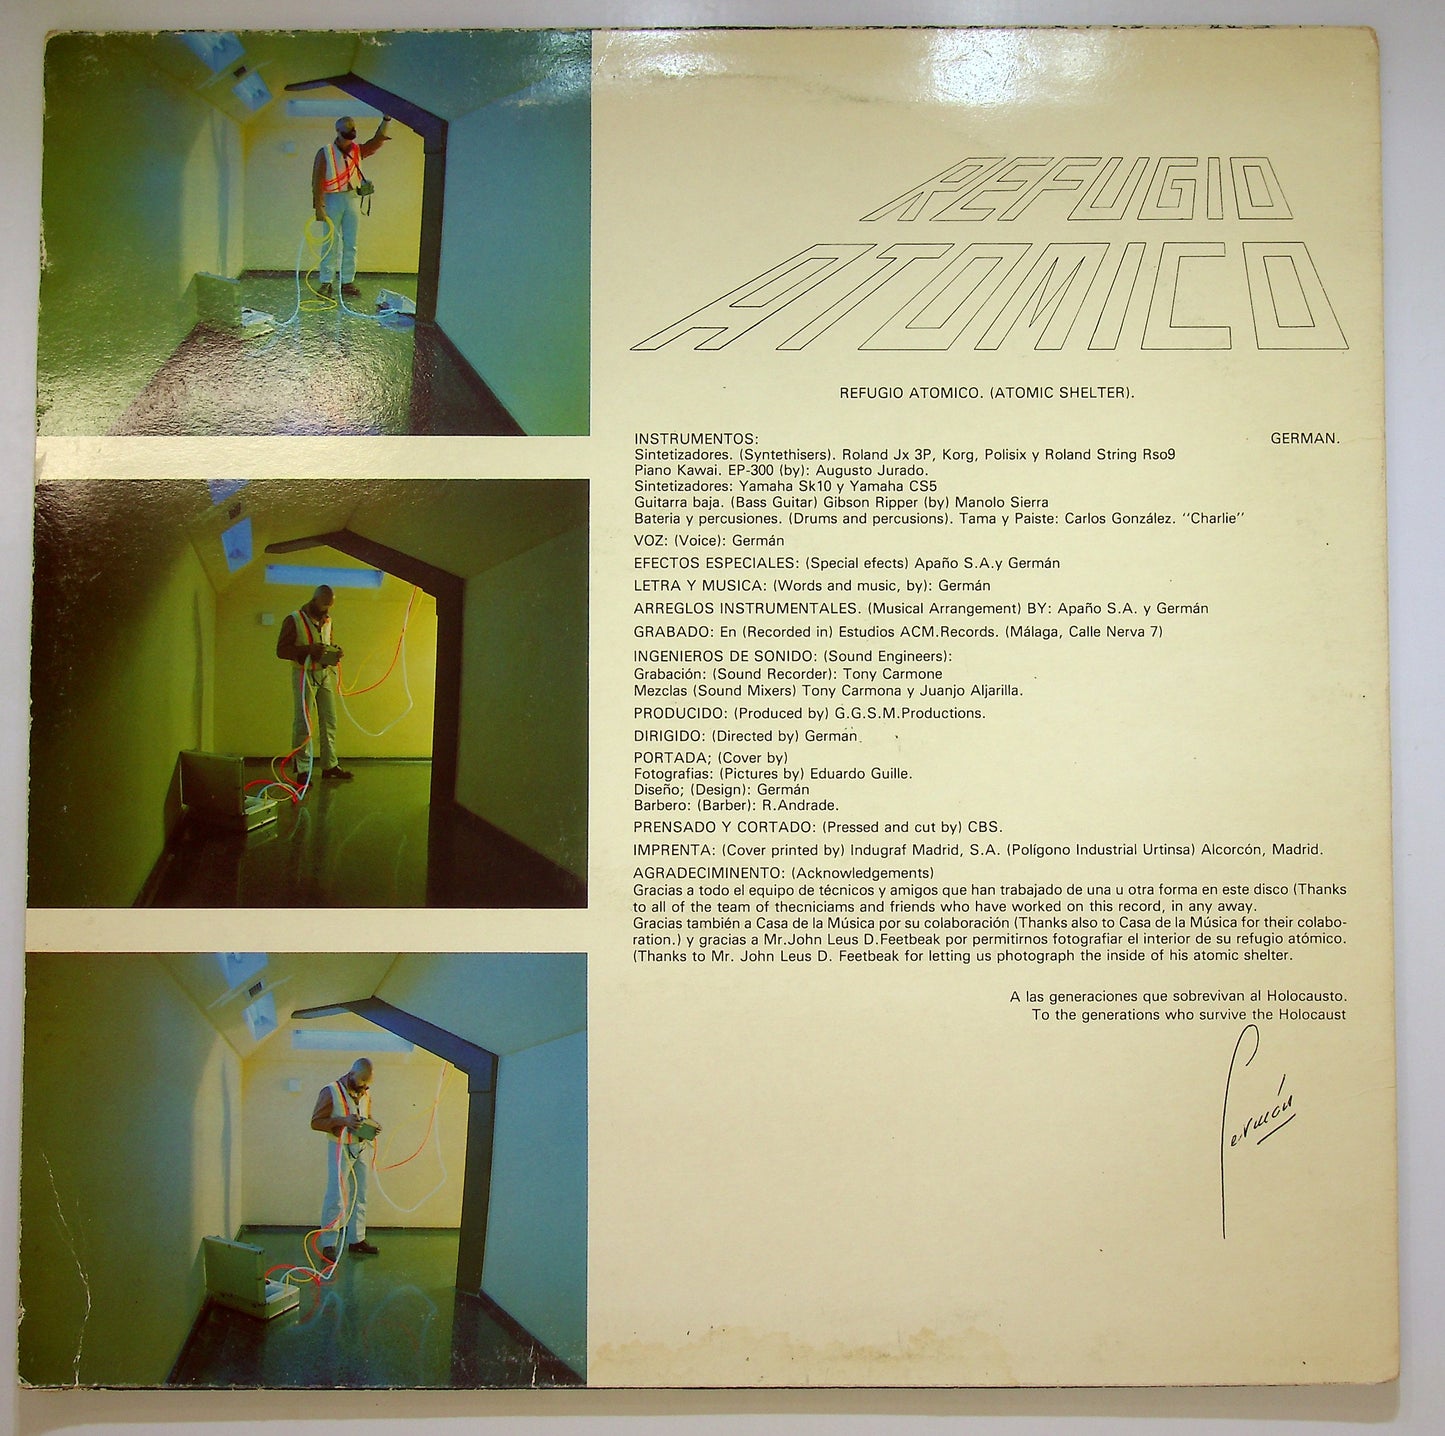 REFUGIO
ATOMICO
REFUGIO ATOMICO. (ATOMIC SHELTER).
INSTRUMENTOS: GERMAN.
Sintetizadores. (Syntethisers). Roland Jx 3P, Korg, Polisix y Roland String Rso9
Piano Kawai. EP-300 (by): Augusto Jurado.
Sintetizadores: Yamaha Sk10 y Yamaha CS5
Guitarra baja. (Bass Guitar) Gibson Ripper (by) Manolo Sierra
Bateria y percusiones. (Drums and percusions). Tama y Paiste: Carlos González. ''Charlie''
VOZ: (Voice): Germán
EFECTOS ESPECIALES: (Special efects) Apaño S.A.y Germán
LETRA Y MUSICA: (Words and music, by): Germán
ARREGLOS INSTRUMENTALES. (Musical Arrangement) BY: Apaño S.A. y Germán
GRABADO: En (Recorded in) Estudios ACM.Records. (Málaga, Calle Nerva 7)
INGENIEROS DE SONIDO: (Sound Engineers):
Grabación: (Sound Recorder): Tony Carmone
Mezclas (Sound Mixers) Tony Carmona y Juanjo Aljarilla.
PRODUCIDO: (Produced by) G.G.S.M.Productions.
DIRIGIDO: (Directed by) Germán.
PORTADA; (Cover by)
Fotografias: (Pictures by) Eduardo Guille.
Diseño; (Design): Germán
Barbero: (Barber): R.Andrade.
PRENSADO Y CORTADO: (Pressed and cut by) CBS.
IMPRENTA: (Cover printed by) Indugraf Madrid, S.A. (Polígono Industrial Urtinsa) Alcorcón, Madrid.
AGRADECIMINENTO: (Acknowledgements)
Gracias a todo el equipo de técnicos y amigos que han trabajado de una u otra forma en este disco (Thanks
to all of the team of thecniciams and friends who have worked on this record, in any away.
Gracias también a Casa de la Música por su colaboración (Thanks also to Casa de la Música for their colabo-
ration.) y gracias a Mr.John Leus D.Feetbeak por permitirnos fotografiar el interior de su refugio atómico.
(Thanks to Mr. John Leus D. Feetbeak for letting us photograph the inside of his atomic shelter.
A las generaciones que sobrevivan al Holocausto.
To the generations who survive the Holocaust
Germán